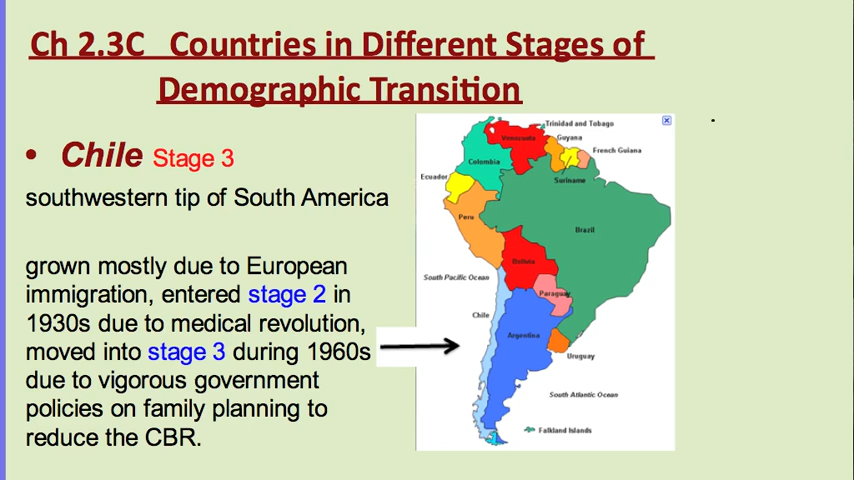 Ch 2.3C Countries in Different Stages of
Demographic Transition
• Chile Stage 3
southwestern tip of South America
grown mostly due to European
immigration, entered stage 2 in
1930s due to medical revolution,
moved into stage 3 during 1960s
due to vigorous government
policies on family planning to
reduce the CBR.
Trinidad and Tobago
Venezuela
Guyana
French Guiana
Colombia
Suriname
Ecuador
Peru
Brazil
Bolivia
South Pacific Ocean
Paraguay
Chile
Argentina
Uruguay
South Atlantic Ocean
Falkland Islands